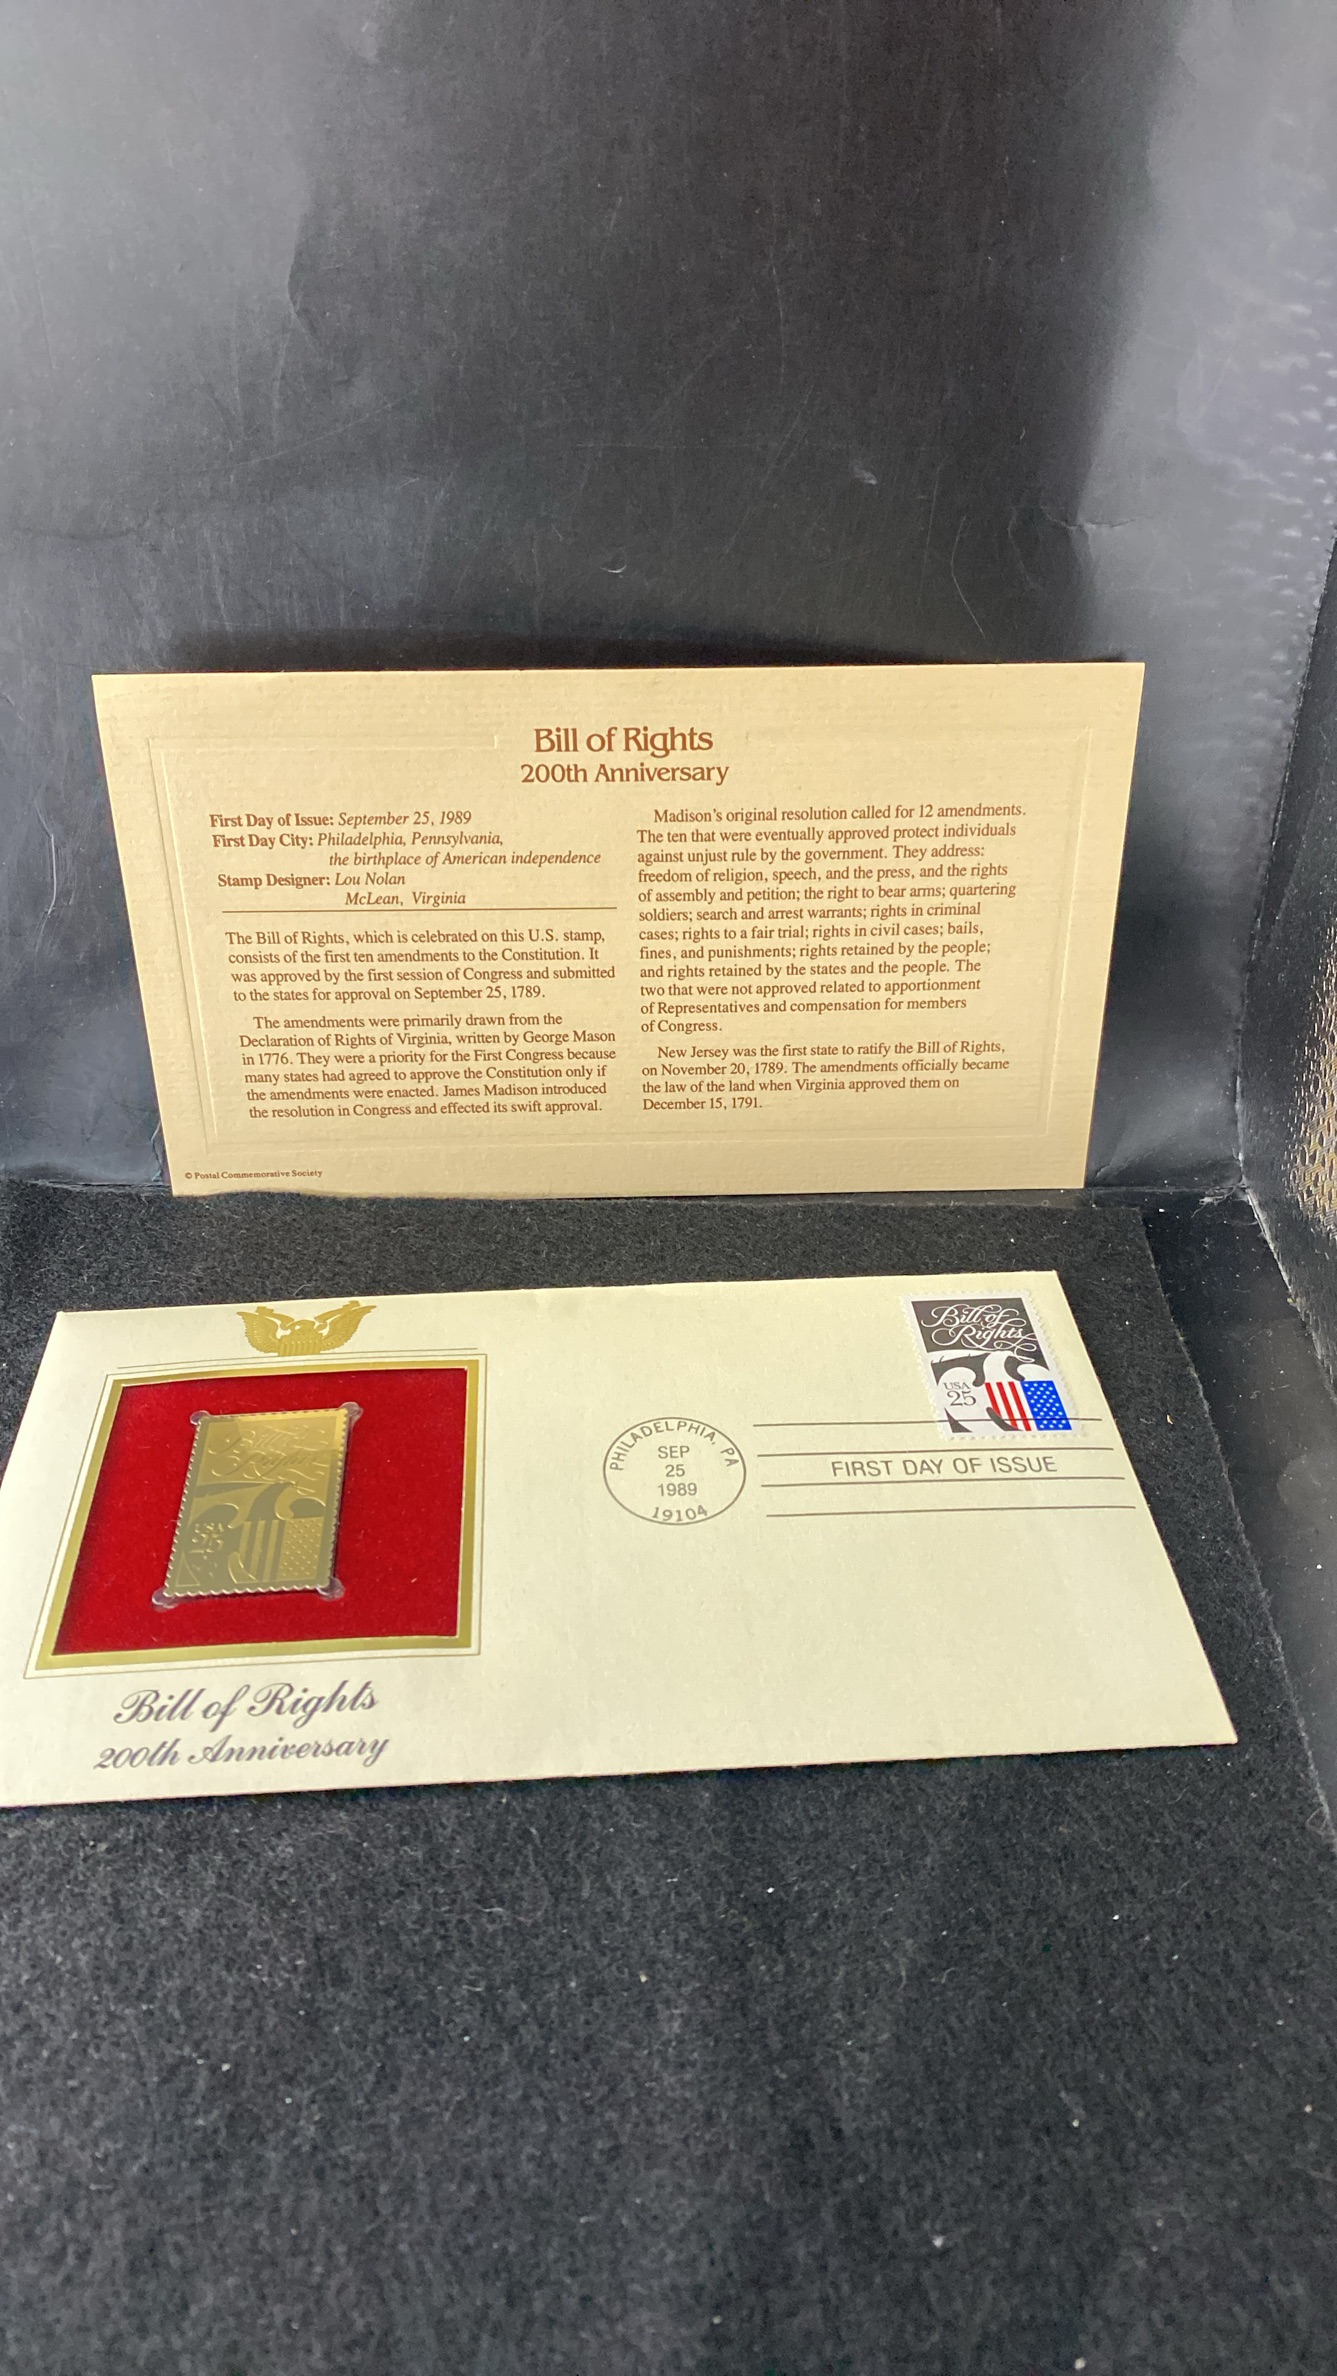 Bill of Rights
200th Anniversary
First Day of Issue: September 25, 1989
First Day City: Philadelphia, Pennsylvania,
the birthplace of American independence
Stamp Designer: Lou Nolan
McLean, Virginia
The Bill of Rights, which is celebrated on this U.S. stamp,
consists of the first ten amendments to the Constitution. It
was approved by the first session of Congress and submitted
to the states for approval on September 25, 1789.
The amendments were primarily drawn from the
Declaration of Rights of Virginia, written by George Mason
in 1776. They were a priority for the First Congress because
many states had agreed to approve the Constitution only if
the amendments were enacted. James Madison introduced
the resolution in Congress and effected its swift approval.
Madison's original resolution called for 12 amendments.
The ten that were eventually approved protect individuals
against unjust rule by the government. They address:
freedom of religion, speech, and the press, and the rights
of assembly and petition; the right to bear arms; quartering
soldiers; search and arrest warrants; rights in criminal
cases; rights to a fair trial; rights in civil cases; bails,
fines, and punishments; rights retained by the people;
and rights retained by the states and the people. The
two that were not approved related to apportionment
of Representatives and compensation for members
of Congress.
New Jersey was the first state to ratify the Bill of Rights,
on November 20, 1789. The amendments officially became
the law of the land when Virginia approved them on
December 15, 1791.
© Postal Commemorative Society
Bill of
Rights
USA
25
PHILADELPHIA, PA
SEP
25
1989
19104
FIRST DAY OF ISSUE
Bill of
Rights
USA
25
Bill of Rights
200th Anniversary